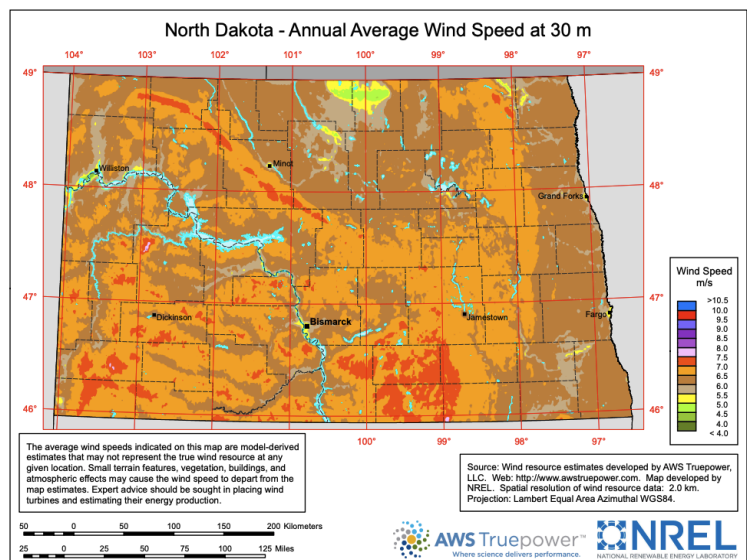 North Dakota - Annual Average Wind Speed at 30 m
104° 103° 102° 101° 100° 99° 98° 97°
49° 49°
Williston
Minot
48° 48°
Grand Forks
47° 47°
Dickinson
Bismarck
Jamestown
Fargo
46° 46°
100° 99° 98° 97°
Wind Speed
m/s
>10.5
10.0
9.5
9.0
8.5
8.0
7.5
7.0
6.5
6.0
5.5
5.0
4.5
4.0
< 4.0
The average wind speeds indicated on this map are model-derived
estimates that may not represent the true wind resource at any
given location. Small terrain features, vegetation, buildings, and
atmospheric effects may cause the wind speed to depart from the
map estimates. Expert advice should be sought in placing wind
turbines and estimating their energy production.
Source: Wind resource estimates developed by AWS Truepower,
LLC. Web: http://www.awstruepower.com. Map developed by
NREL. Spatial resolution of wind resource data: 2.0 km.
Projection: Lambert Equal Area Azimuthal WGS84.
50 0 50 100 150 200 Kilometers
25 0 25 50 75 100 125 Miles
AWS Truepower™
Where science delivers performance.
NREL
NATIONAL RENEWABLE ENERGY LABORATORY